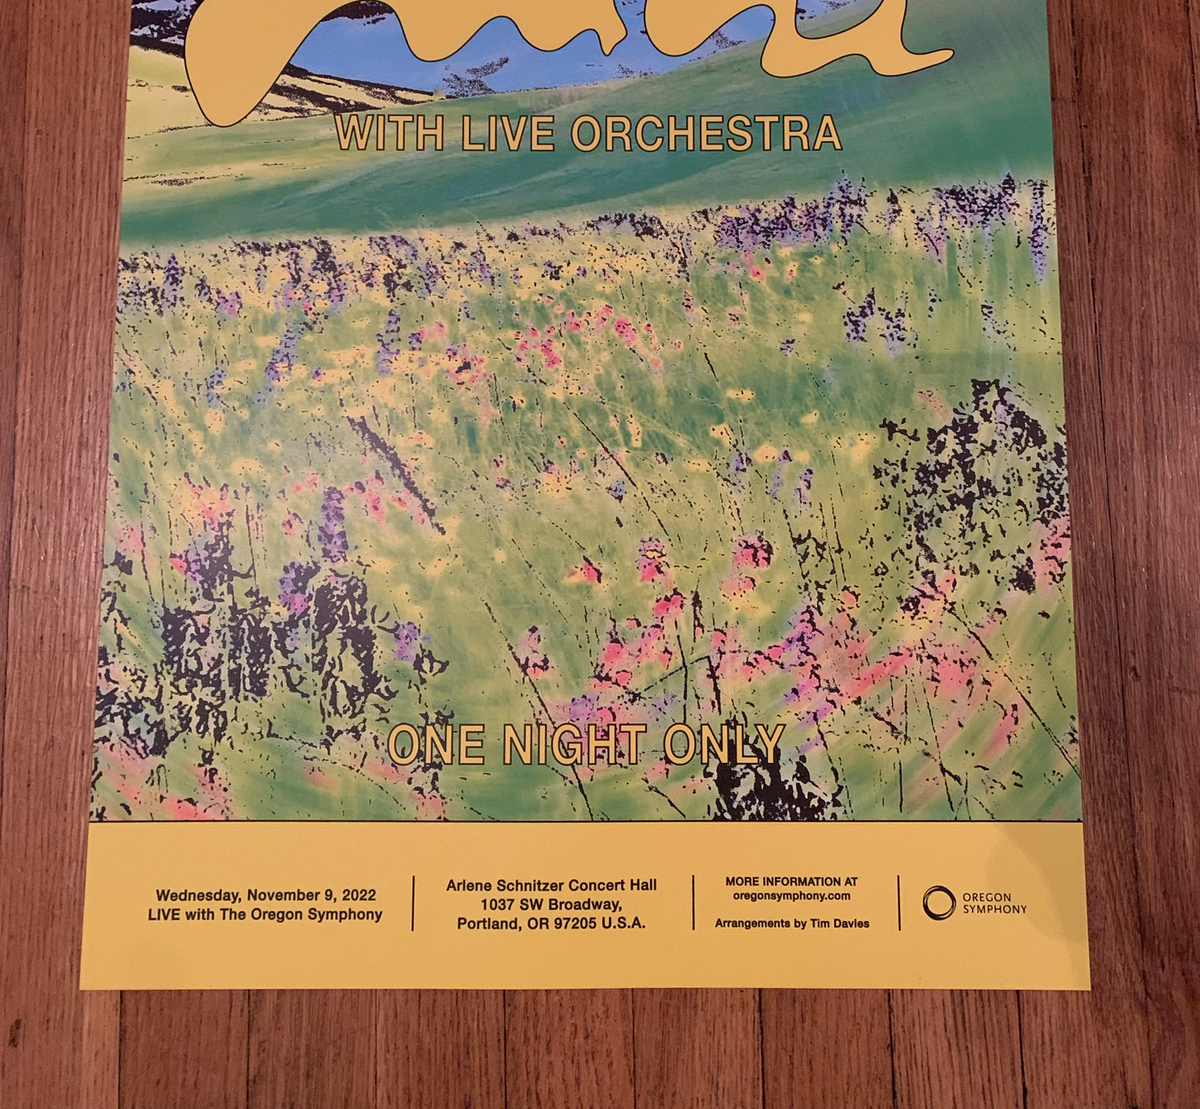 WITH LIVE ORCHESTRA
ONE NIGHT ONLY
Wednesday, November 9, 2022
LIVE with The Oregon Symphony
Arlene Schnitzer Concert Hall
1037 SW Broadway,
Portland, OR 97205 U.S.A.
MORE INFORMATION AT
oregonsymphony.com
Arrangements by Tim Davies
OREGON
SYMPHONY